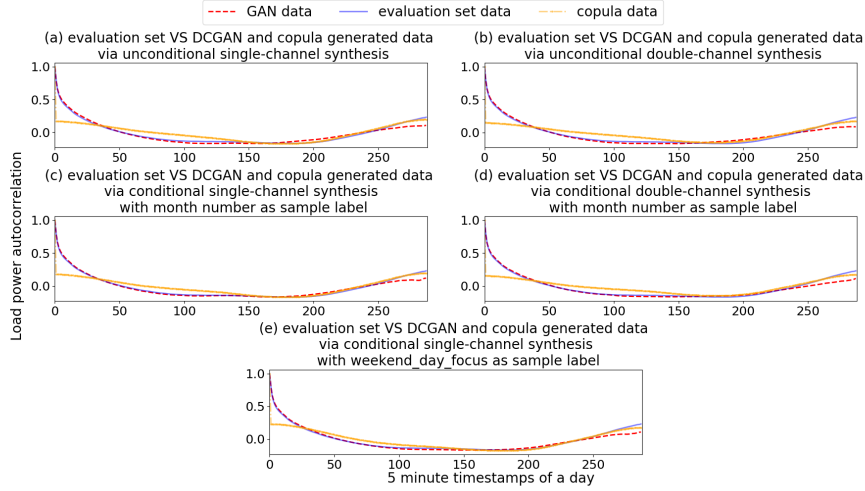 GAN data evaluation set data copula data
(a) evaluation set VS DCGAN and copula generated data
via unconditional single-channel synthesis
(b) evaluation set VS DCGAN and copula generated data
via unconditional double-channel synthesis
1.0
0.5
0.0
0 50 100 150 200 250
1.0
0.5
0.0
0 50 100 150 200 250
(c) evaluation set VS DCGAN and copula generated data
via conditional single-channel synthesis
with month number as sample label
(d) evaluation set VS DCGAN and copula generated data
via conditional double-channel synthesis
with month number as sample label
1.0
0.5
0.0
0 50 100 150 200 250
1.0
0.5
0.0
0 50 100 150 200 250
(e) evaluation set VS DCGAN and copula generated data
via conditional single-channel synthesis
with weekend_day_focus as sample label
1.0
0.5
0.0
0 50 100 150 200 250
Load power autocorrelation
5 minute timestamps of a day